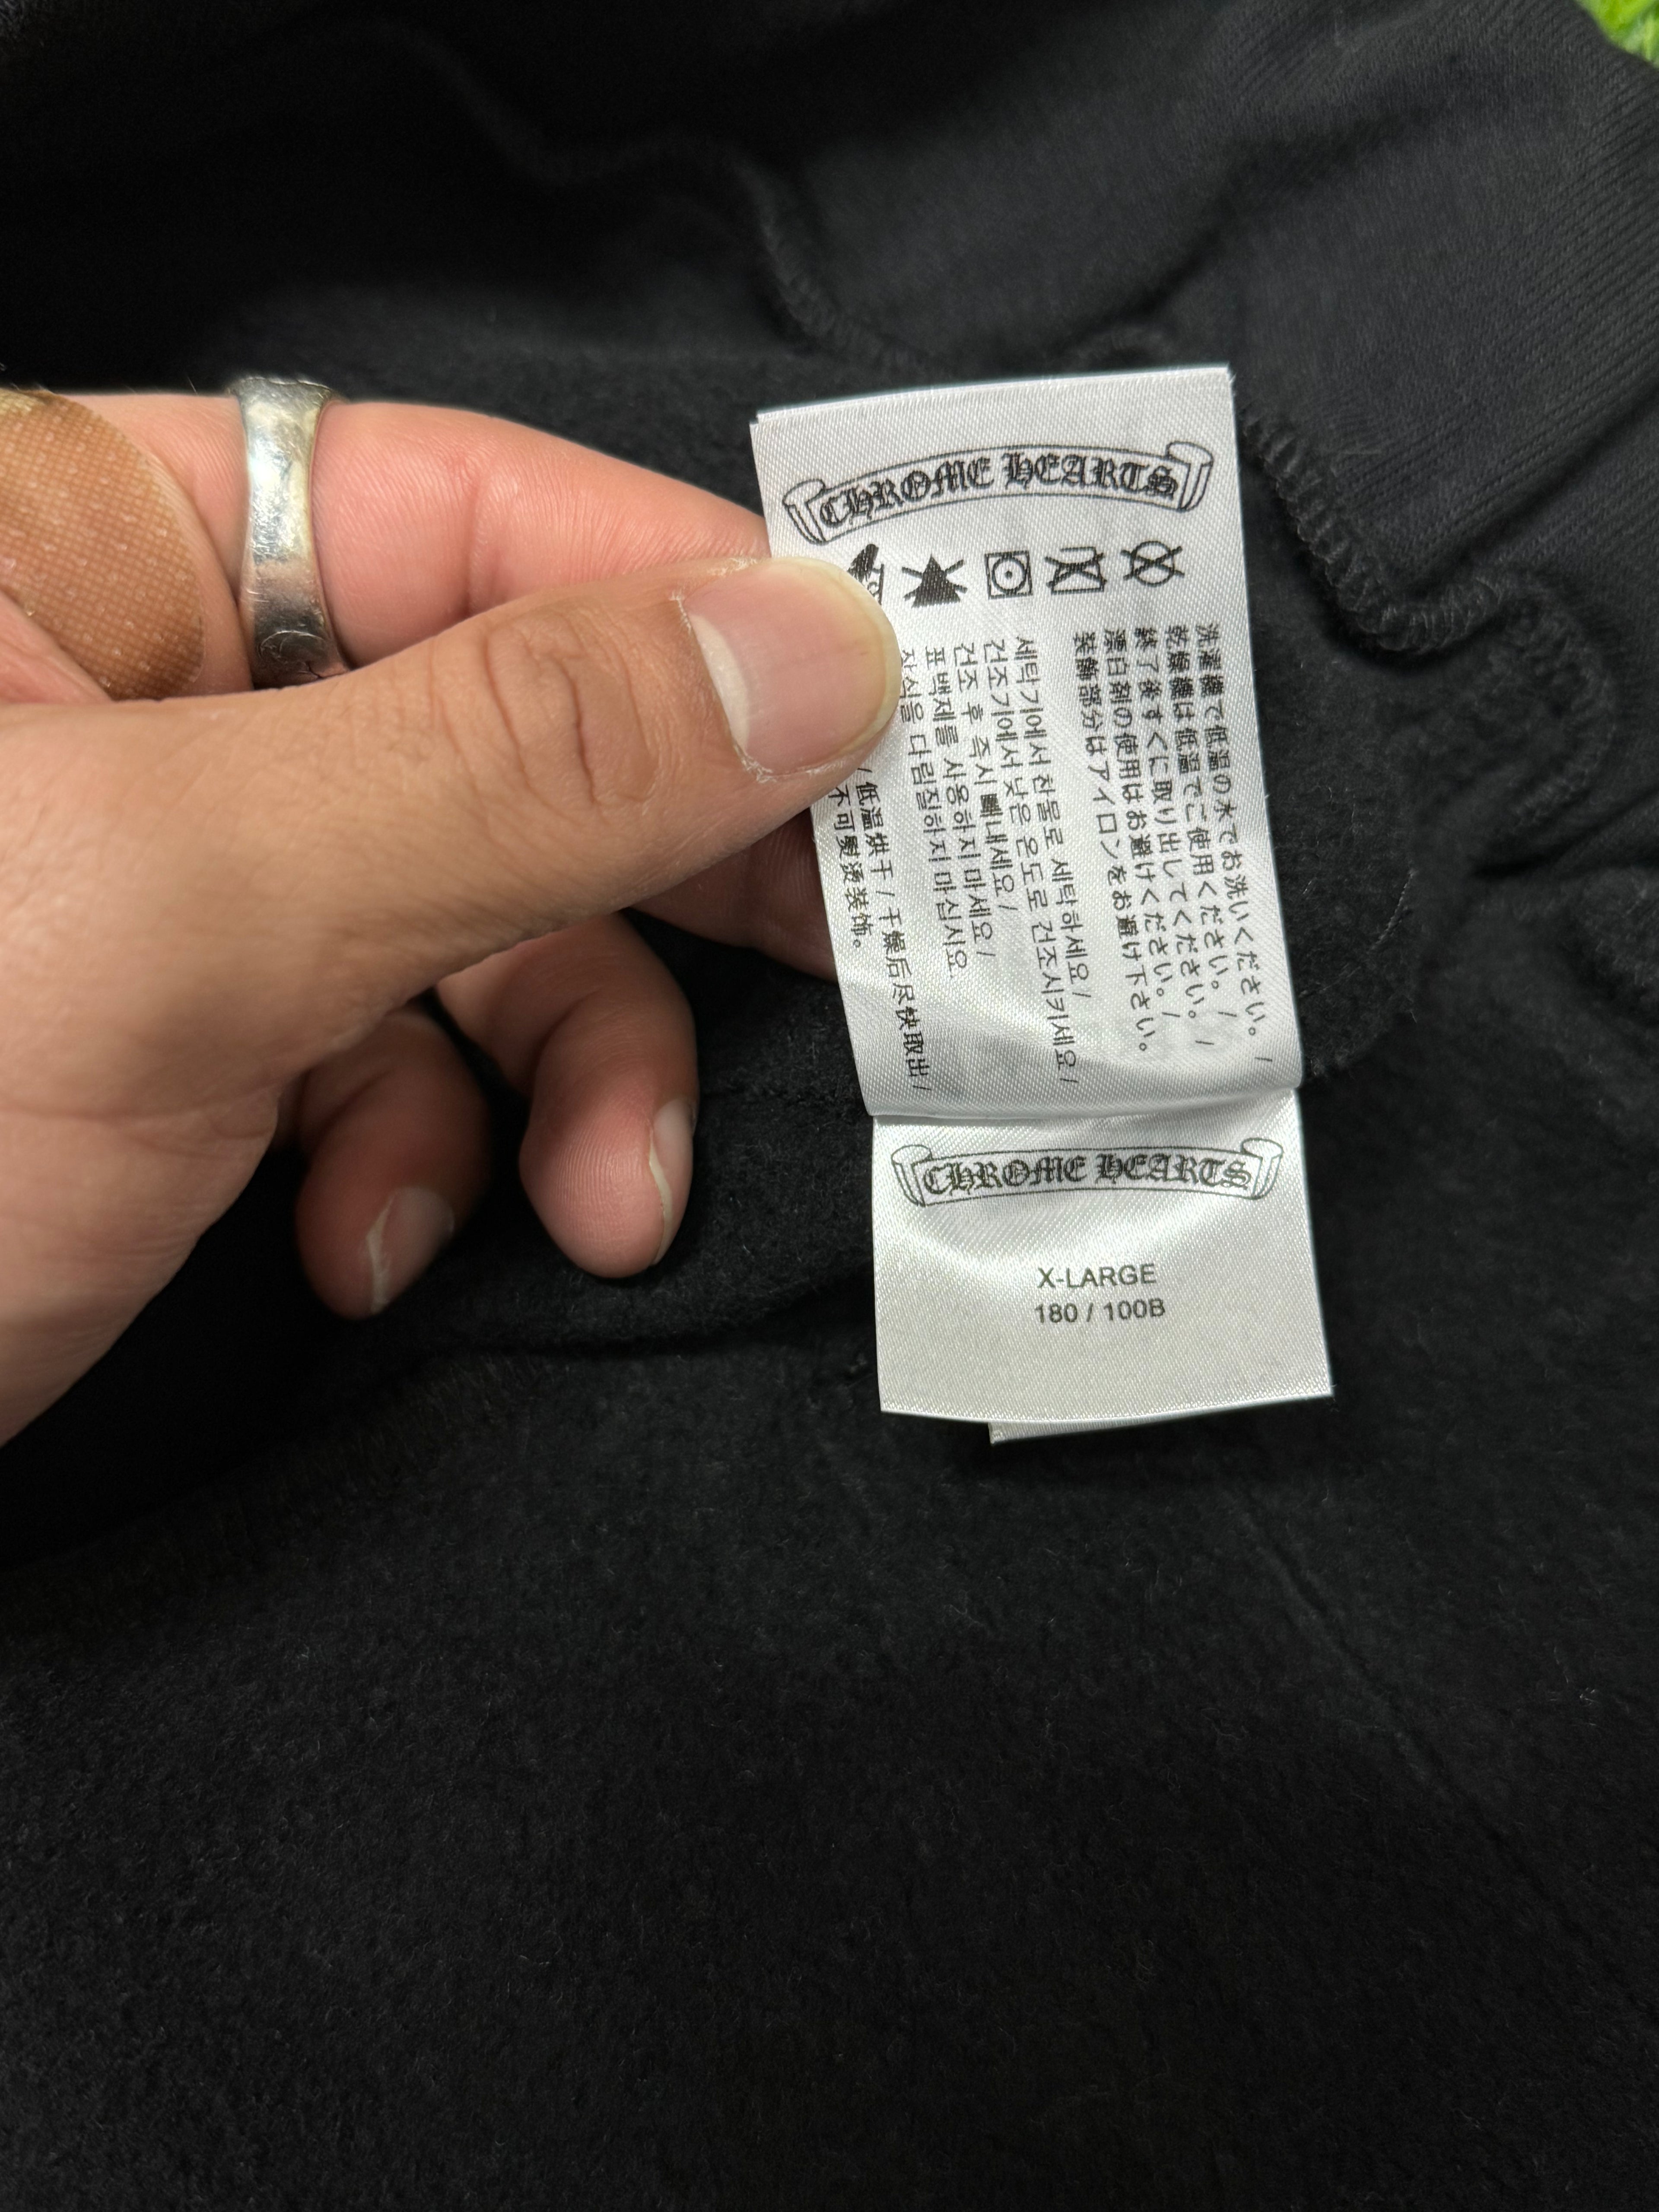 CHROME HEARTS
洗濯機で低温の水でお洗いください。/
乾燥機は低温でご使用ください。/
終了後すぐに取り出してください。/
漂白剤の使用はお避けください。/
装飾部分はアイロンをお避け下さい。
세탁기에서 찬물로 세탁하세요/
건조기에서 낮은 온도로 건조시키세요/
건조 후 즉시 빼내세요/
표백제를 사용하지 마세요/
장식을 다림질하지 마십시요.
/ 低温烘干 / 干燥后尽快取出 /
不可熨烫装饰。
CHROME HEARTS
X-LARGE
180 / 100B